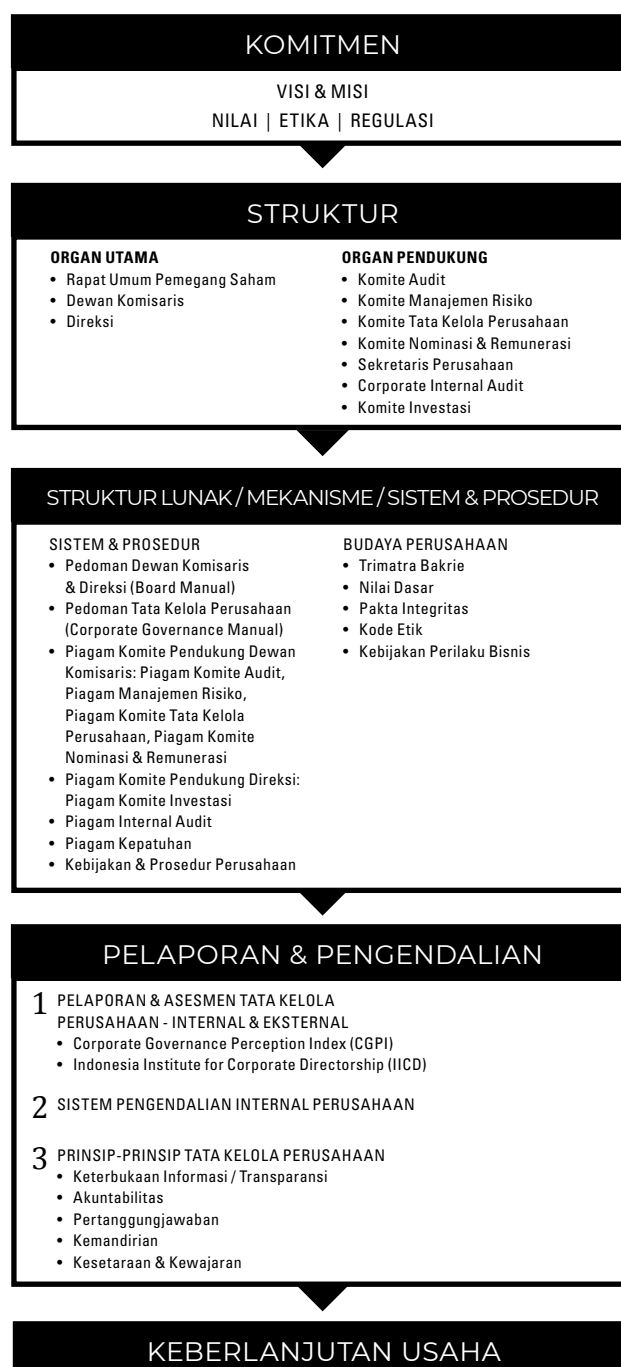 KOMITMEN
VISI & MISI
NILAI | ETIKA | REGULASI
STRUKTUR
ORGAN UTAMA
• Rapat Umum Pemegang Saham
• Dewan Komisaris
• Direksi
ORGAN PENDUKUNG
• Komite Audit
• Komite Manajemen Risiko
• Komite Tata Kelola Perusahaan
• Komite Nominasi & Remunerasi
• Sekretaris Perusahaan
• Corporate Internal Audit
• Komite Investasi
STRUKTUR LUNAK / MEKANISME / SISTEM & PROSEDUR
SISTEM & PROSEDUR
• Pedoman Dewan Komisaris
& Direksi (Board Manual)
• Pedoman Tata Kelola Perusahaan
(Corporate Governance Manual)
• Piagam Komite Pendukung Dewan
Komisaris: Piagam Komite Audit,
Piagam Manajemen Risiko,
Piagam Komite Tata Kelola
Perusahaan, Piagam Komite
Nominasi & Remunerasi
• Piagam Komite Pendukung Direksi:
Piagam Komite Investasi
• Piagam Internal Audit
• Piagam Kepatuhan
• Kebijakan & Prosedur Perusahaan
BUDAYA PERUSAHAAN
• Trimatra Bakrie
• Nilai Dasar
• Pakta Integritas
• Kode Etik
• Kebijakan Perilaku Bisnis
PELAPORAN & PENGENDALIAN
1 PELAPORAN & ASESMEN TATA KELOLA
PERUSAHAAN - INTERNAL & EKSTERNAL
• Corporate Governance Perception Index (CGPI)
• Indonesia Institute for Corporate Directorship (IICD)
2 SISTEM PENGENDALIAN INTERNAL PERUSAHAAN
3 PRINSIP-PRINSIP TATA KELOLA PERUSAHAAN
• Keterbukaan Informasi / Transparansi
• Akuntabilitas
• Pertanggungjawaban
• Kemandirian
• Kesetaraan & Kewajaran
KEBERLANJUTAN USAHA